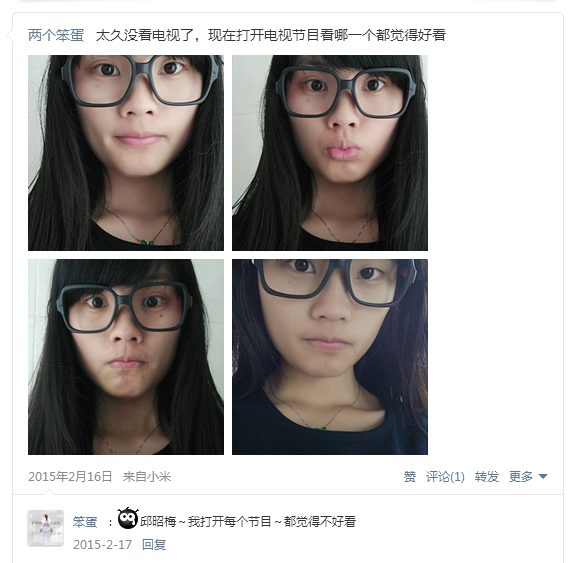 两个笨蛋 太久没看电视了，现在打开电视节目看哪一个都觉得好看
2015年2月16日 来自小米 赞 评论(1) 转发 更多
笨蛋 ： 邱昭梅～我打开每个节目～都觉得不好看
2015-2-17 回复